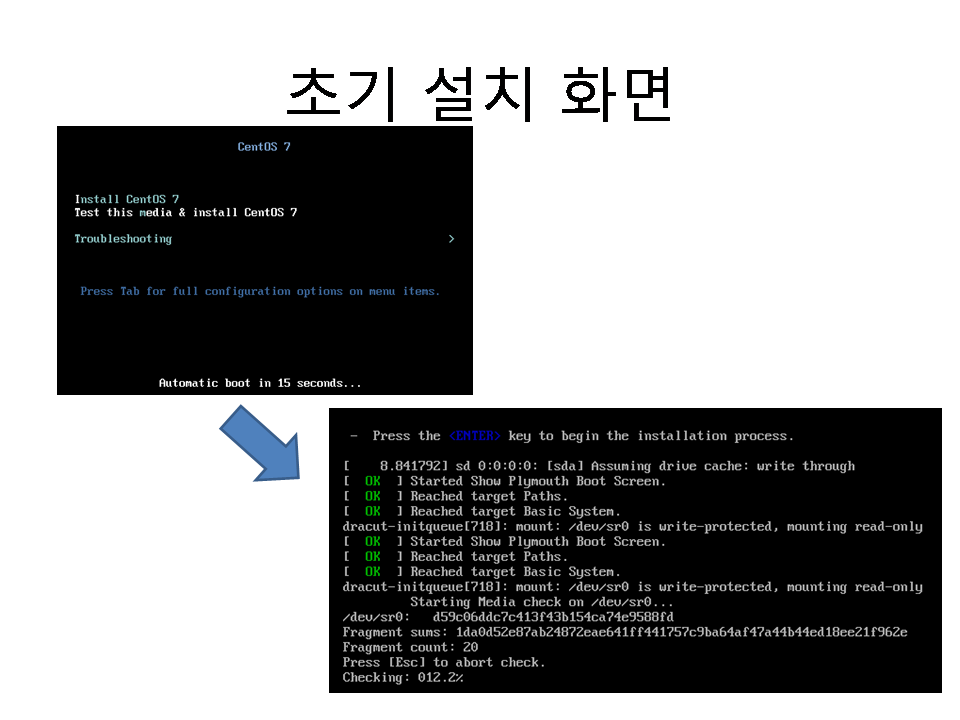 초기 설치 화면
CentOS 7
Install CentOS 7
Test this media & install CentOS 7
Troubleshooting >
Press Tab for full configuration options on menu items.
Automatic boot in 15 seconds...
- Press the <ENTER> key to begin the installation process.
[ 8.841792] sd 0:0:0:0: [sda] Assuming drive cache: write through
[ OK ] Started Show Plymouth Boot Screen.
[ OK ] Reached target Paths.
[ OK ] Reached target Basic System.
dracut-initqueue[718]: mount: /dev/sr0 is write-protected, mounting read-only
[ OK ] Started Show Plymouth Boot Screen.
[ OK ] Reached target Paths.
[ OK ] Reached target Basic System.
dracut-initqueue[718]: mount: /dev/sr0 is write-protected, mounting read-only
Starting Media check on /dev/sr0...
/dev/sr0: d59c06ddc7c413f43b154ca74e9588fd
Fragment sums: 1da0d52e87ab24872eae641ff441757c9ba64af47a44b44ed18ee21f962e
Fragment count: 20
Press [Esc] to abort check.
Checking: 012.2%